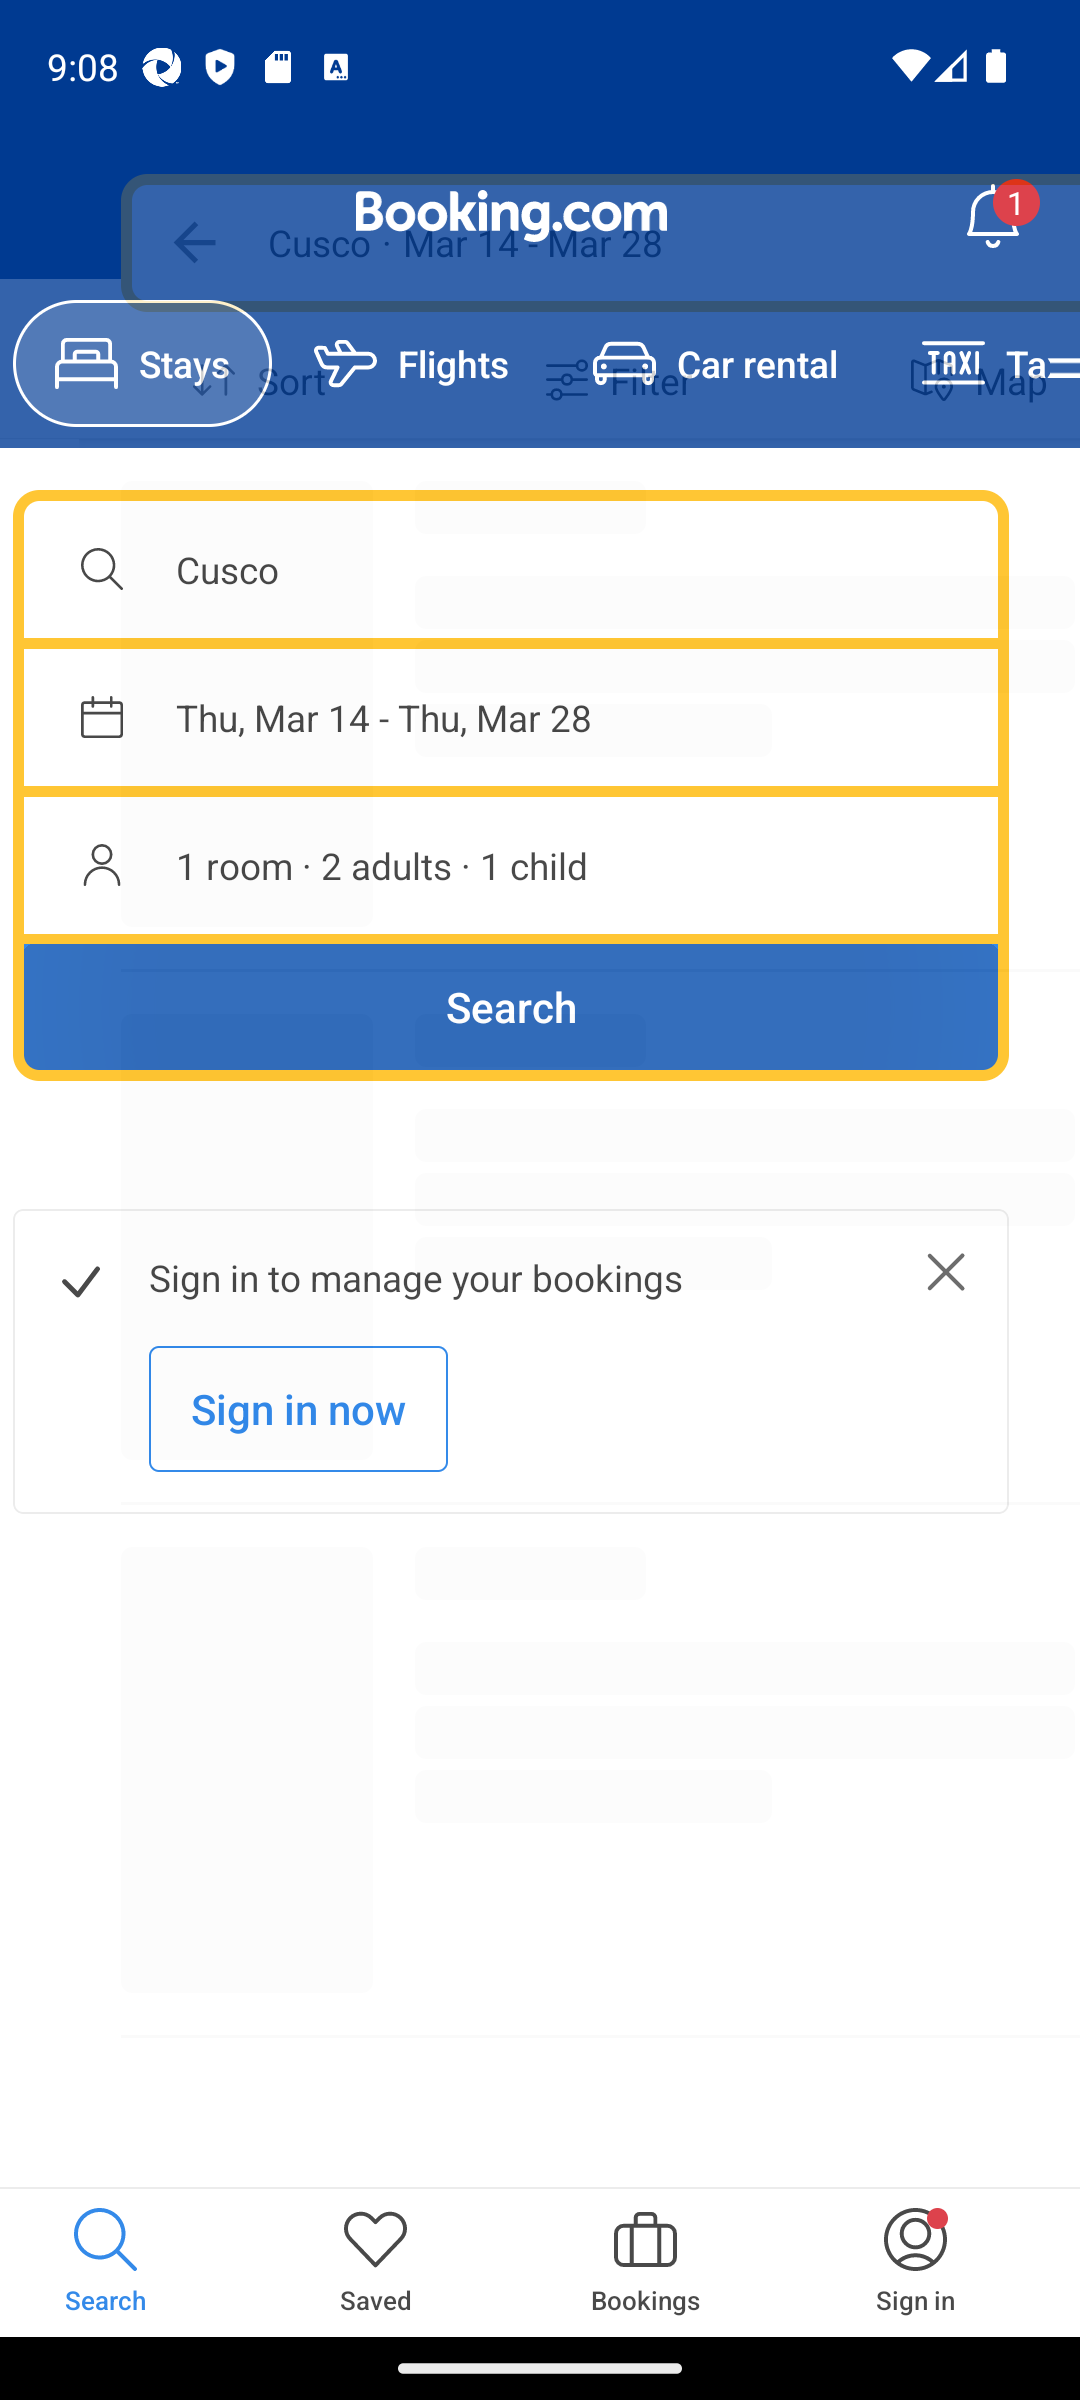 9:08
Booking.com
1
Cusco · Mar 14 - Mar 28
Stays
Flights
Car rental
TAXI
Ta
Sort
Filter
Map
Cusco
Thu, Mar 14 - Thu, Mar 28
1 room · 2 adults · 1 child
Search
Sign in to manage your bookings
Sign in now
Search
Saved
Bookings
Sign in